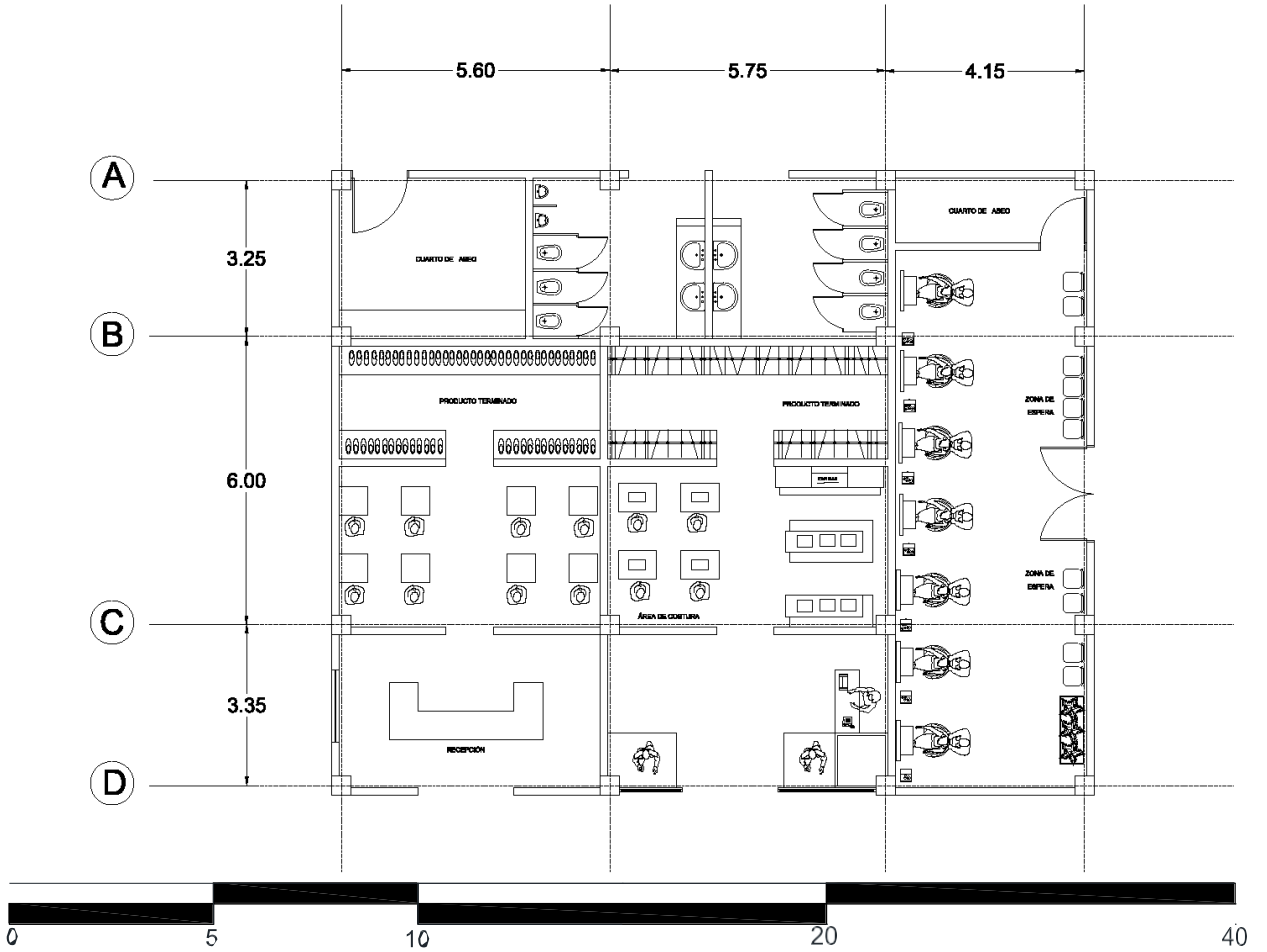 5.60 5.75 4.15
A
CUARTO DE ASEO
3.25
CUARTO DE ASEO
B
PRODUCTO TERMINADO
PRODUCTO TERMINADO
ZONA DE
ESPERA
6.00
ZONA DE
ESPERA
C
ÁREA DE COSTURA
3.35
RECEPCIÓN
D
0 5 10 20 40